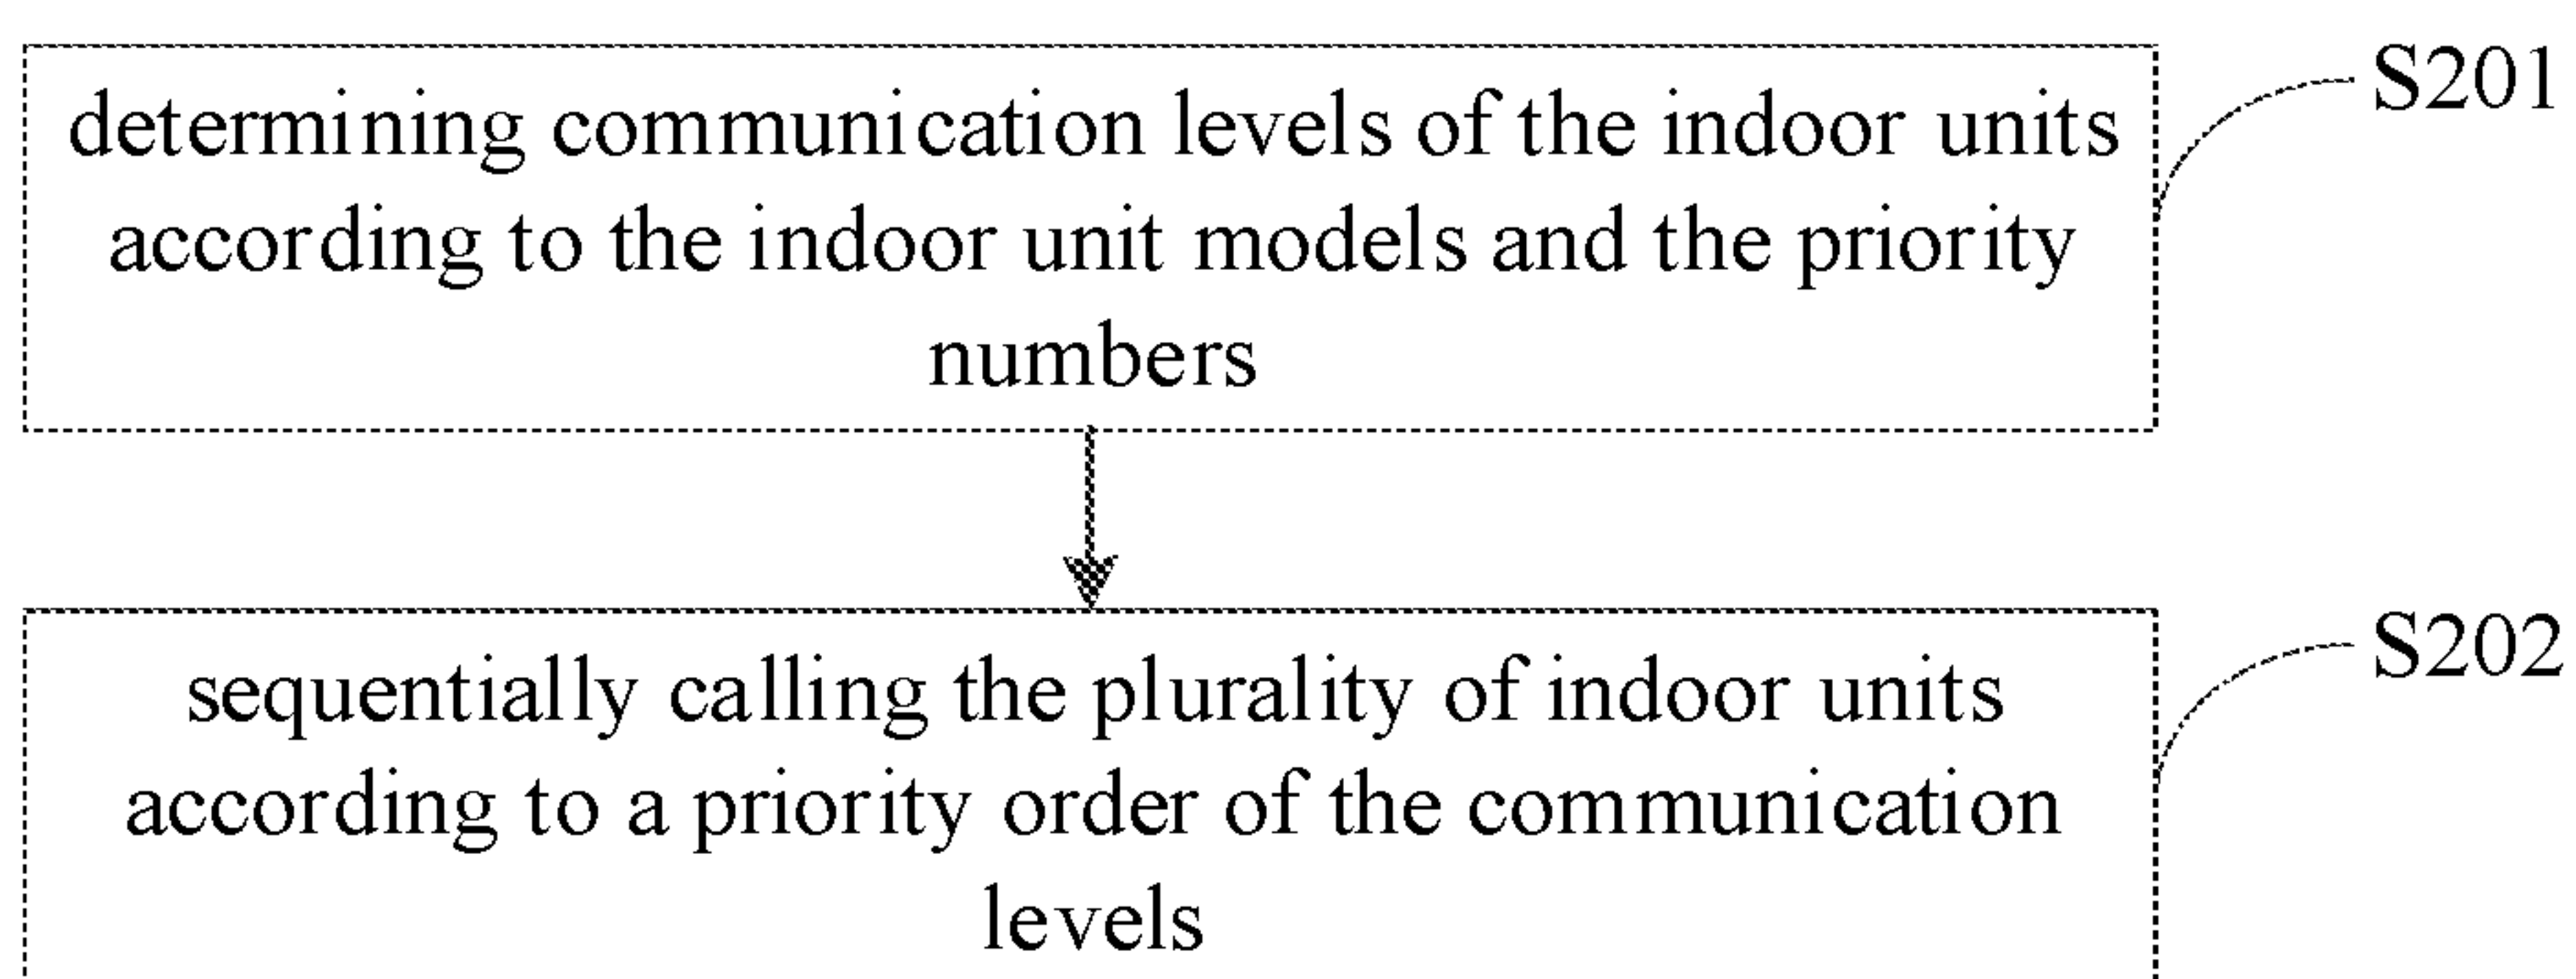 determining communication levels of the indoor units
according to the indoor unit models and the priority
numbers
S201
sequentially calling the plurality of indoor units
according to a priority order of the communication
levels
S202